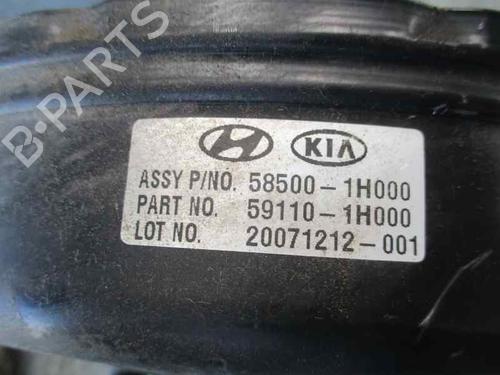 B-PARTS
KIA
ASSY P/NO. 58500-1H000
PART NO. 59110-1H000
LOT NO. 20071212-001